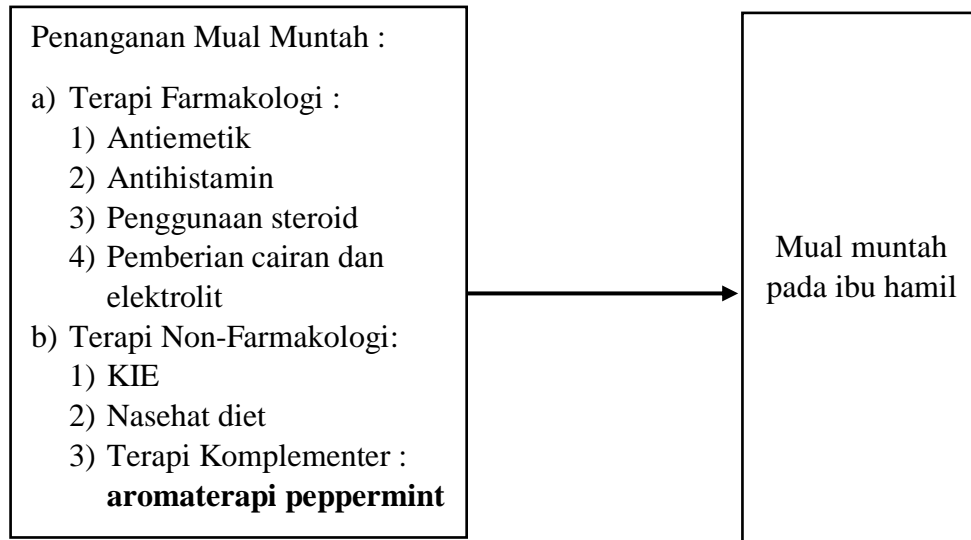 Penanganan Mual Muntah :
a) Terapi Farmakologi :
1) Antiemetik
2) Antihistamin
3) Penggunaan steroid
4) Pemberian cairan dan
elektrolit
b) Terapi Non-Farmakologi:
1) KIE
2) Nasehat diet
3) Terapi Komplementer :
aromaterapi peppermint
Mual muntah
pada ibu hamil